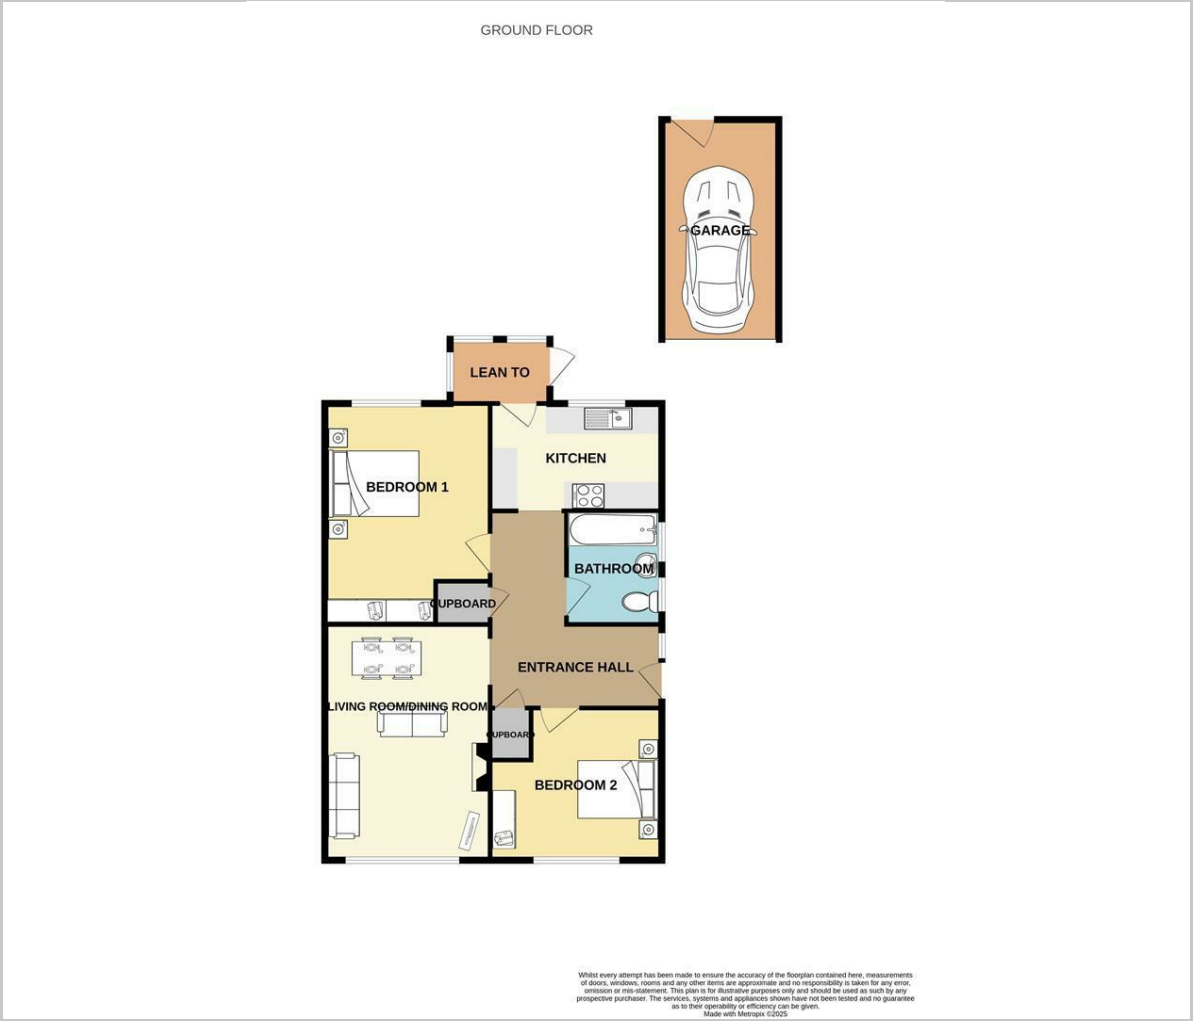 GROUND FLOOR
GARAGE
LEAN TO
KITCHEN
BEDROOM 1
BATHROOM
CUPBOARD
ENTRANCE HALL
LIVING ROOM/DINING ROOM
CUPBOARD
BEDROOM 2
Whilst every attempt has been made to ensure the accuracy of the floorplan contained here, measurements
of doors, windows, rooms and any other items are approximate and no responsibility is taken for any error,
omission or mis-statement. This plan is for illustrative purposes only and should be used as such by any
prospective purchaser. The services, systems and appliances shown have not been tested and no guarantee
as to their operability or efficiency can be given.
Made with Metropix ©2025